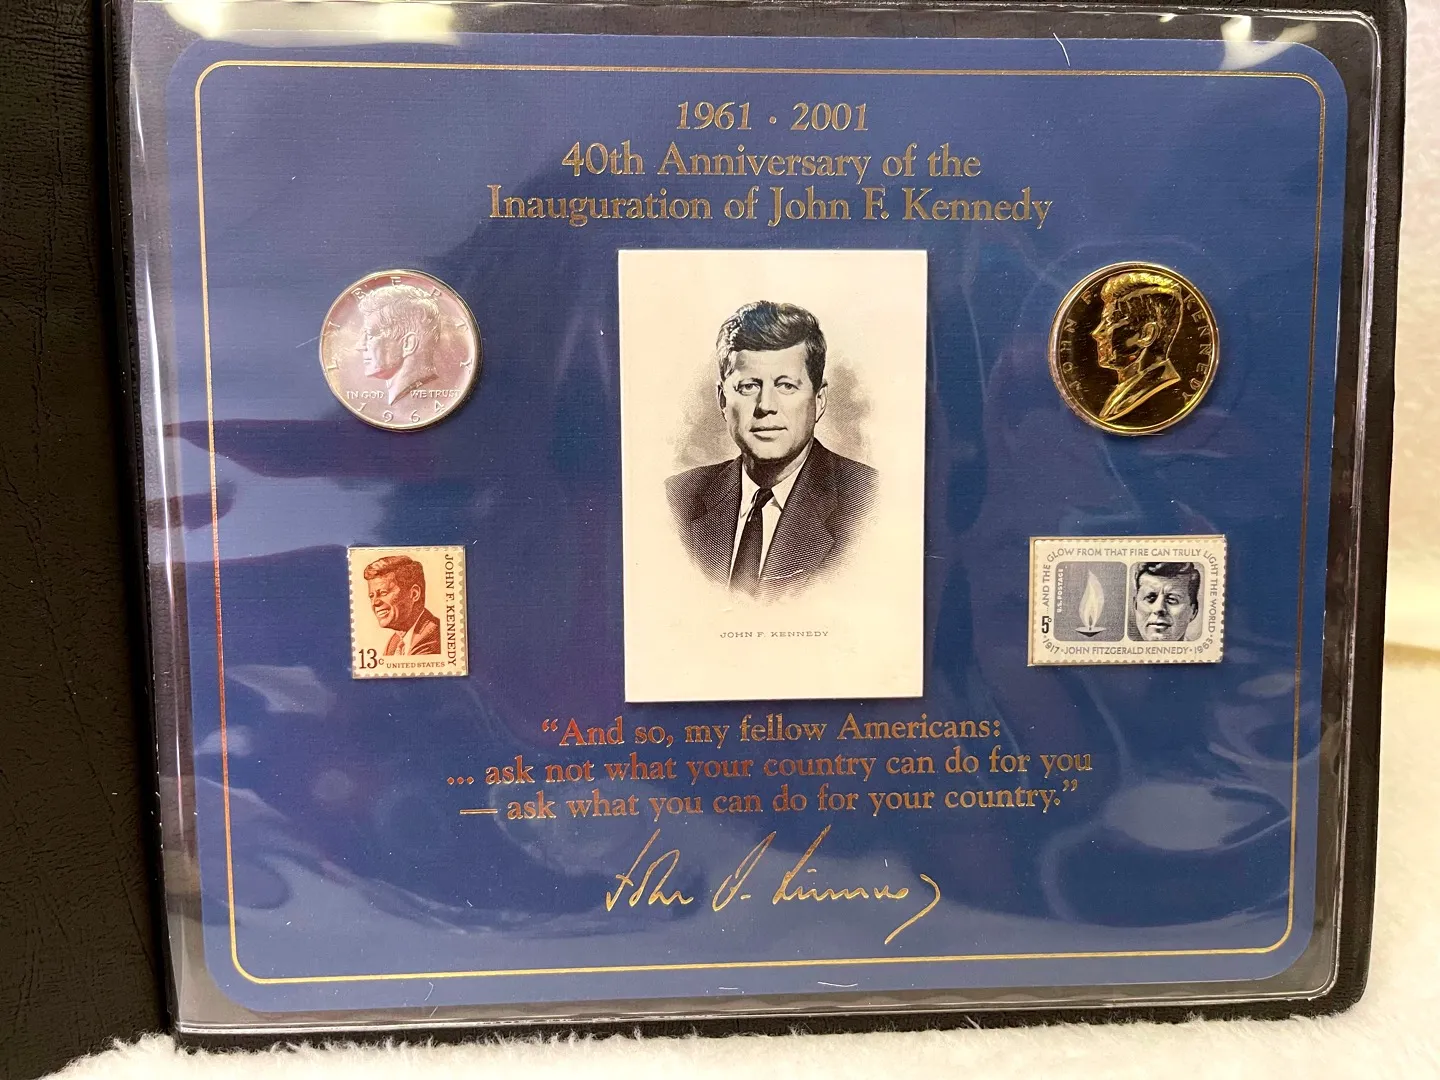 1961 · 2001
40th Anniversary of the
Inauguration of John F. Kennedy
LIBERTY
IN GOD WE TRUST
1964
JOHN F. KENNEDY
JOHN F. KENNEDY
13c UNITED STATES
JOHN F. KENNEDY
...AND THE GLOW FROM THAT FIRE CAN TRULY LIGHT THE WORLD
U.S. POSTAGE
5c
1917 · JOHN FITZGERALD KENNEDY · 1963
“And so, my fellow Americans:
... ask not what your country can do for you
— ask what you can do for your country.”
John F. Kennedy